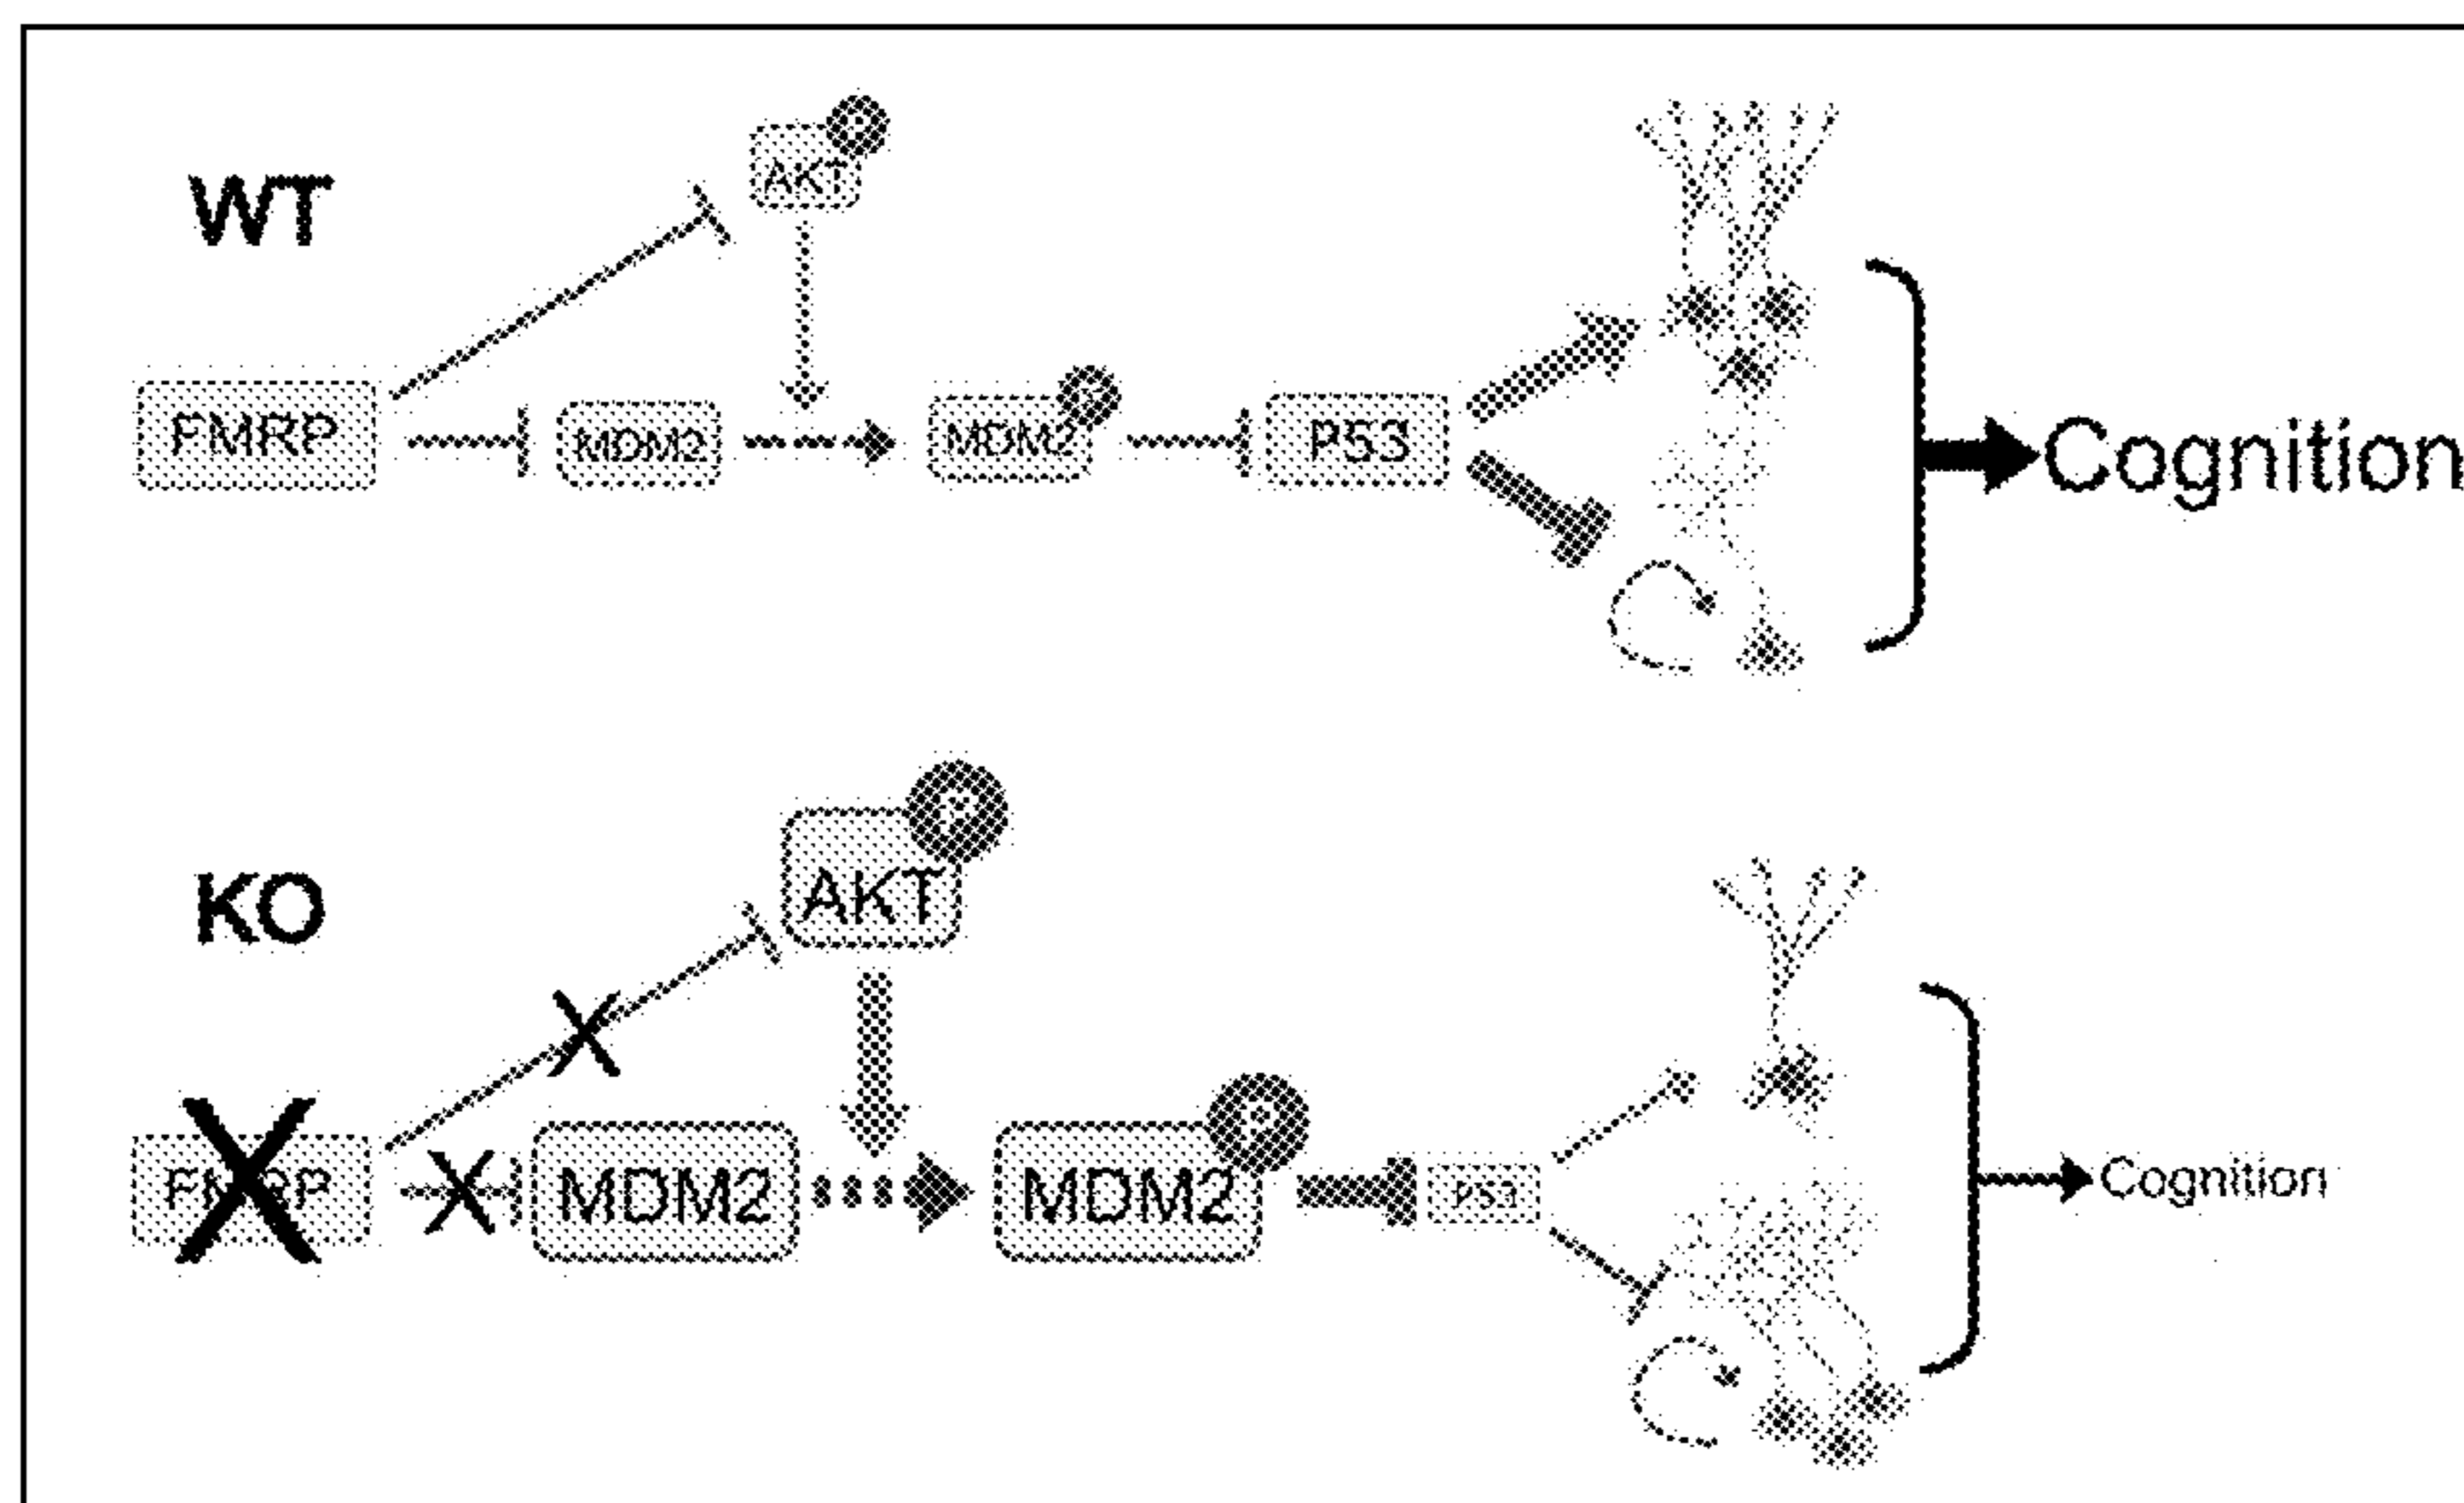 WT
P
AKT
FMRP
MDM2
MDM2
P
P53
Cognition
KO
P
AKT
FMRP
MDM2
MDM2
P
P53
Cognition